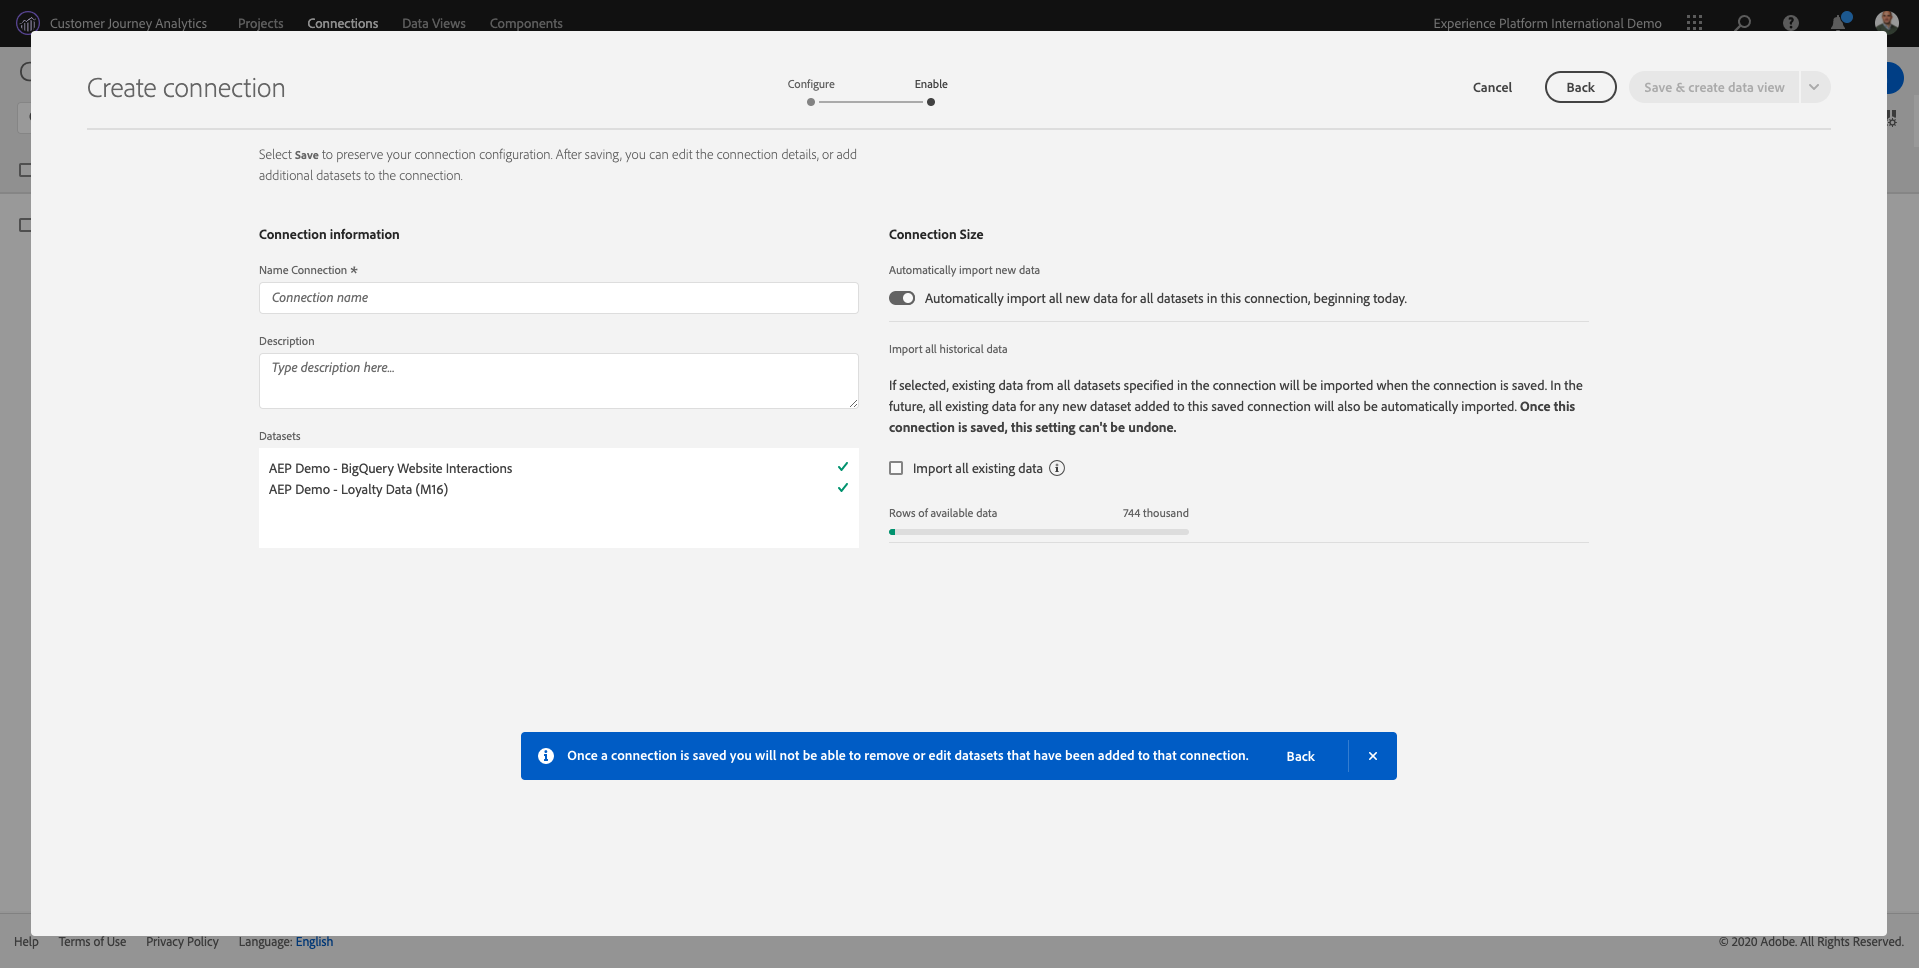 Customer Journey Analytics Projects Connections Data Views Components Experience Platform International Demo
Create connection
Configure Enable
Cancel Back Save & create data view
Select Save to preserve your connection configuration. After saving, you can edit the connection details, or add
additional datasets to the connection.
Connection information
Name Connection *
Connection name
Description
Type description here...
Datasets
AEP Demo - BigQuery Website Interactions
AEP Demo - Loyalty Data (M16)
Connection Size
Automatically import new data
Automatically import all new data for all datasets in this connection, beginning today.
Import all historical data
If selected, existing data from all datasets specified in the connection will be imported when the connection is saved. In the
future, all existing data for any new dataset added to this saved connection will also be automatically imported. Once this
connection is saved, this setting can't be undone.
Import all existing data
Rows of available data 744 thousand
Once a connection is saved you will not be able to remove or edit datasets that have been added to that connection. Back
Help Terms of Use Privacy Policy Language: English © 2020 Adobe. All Rights Reserved.